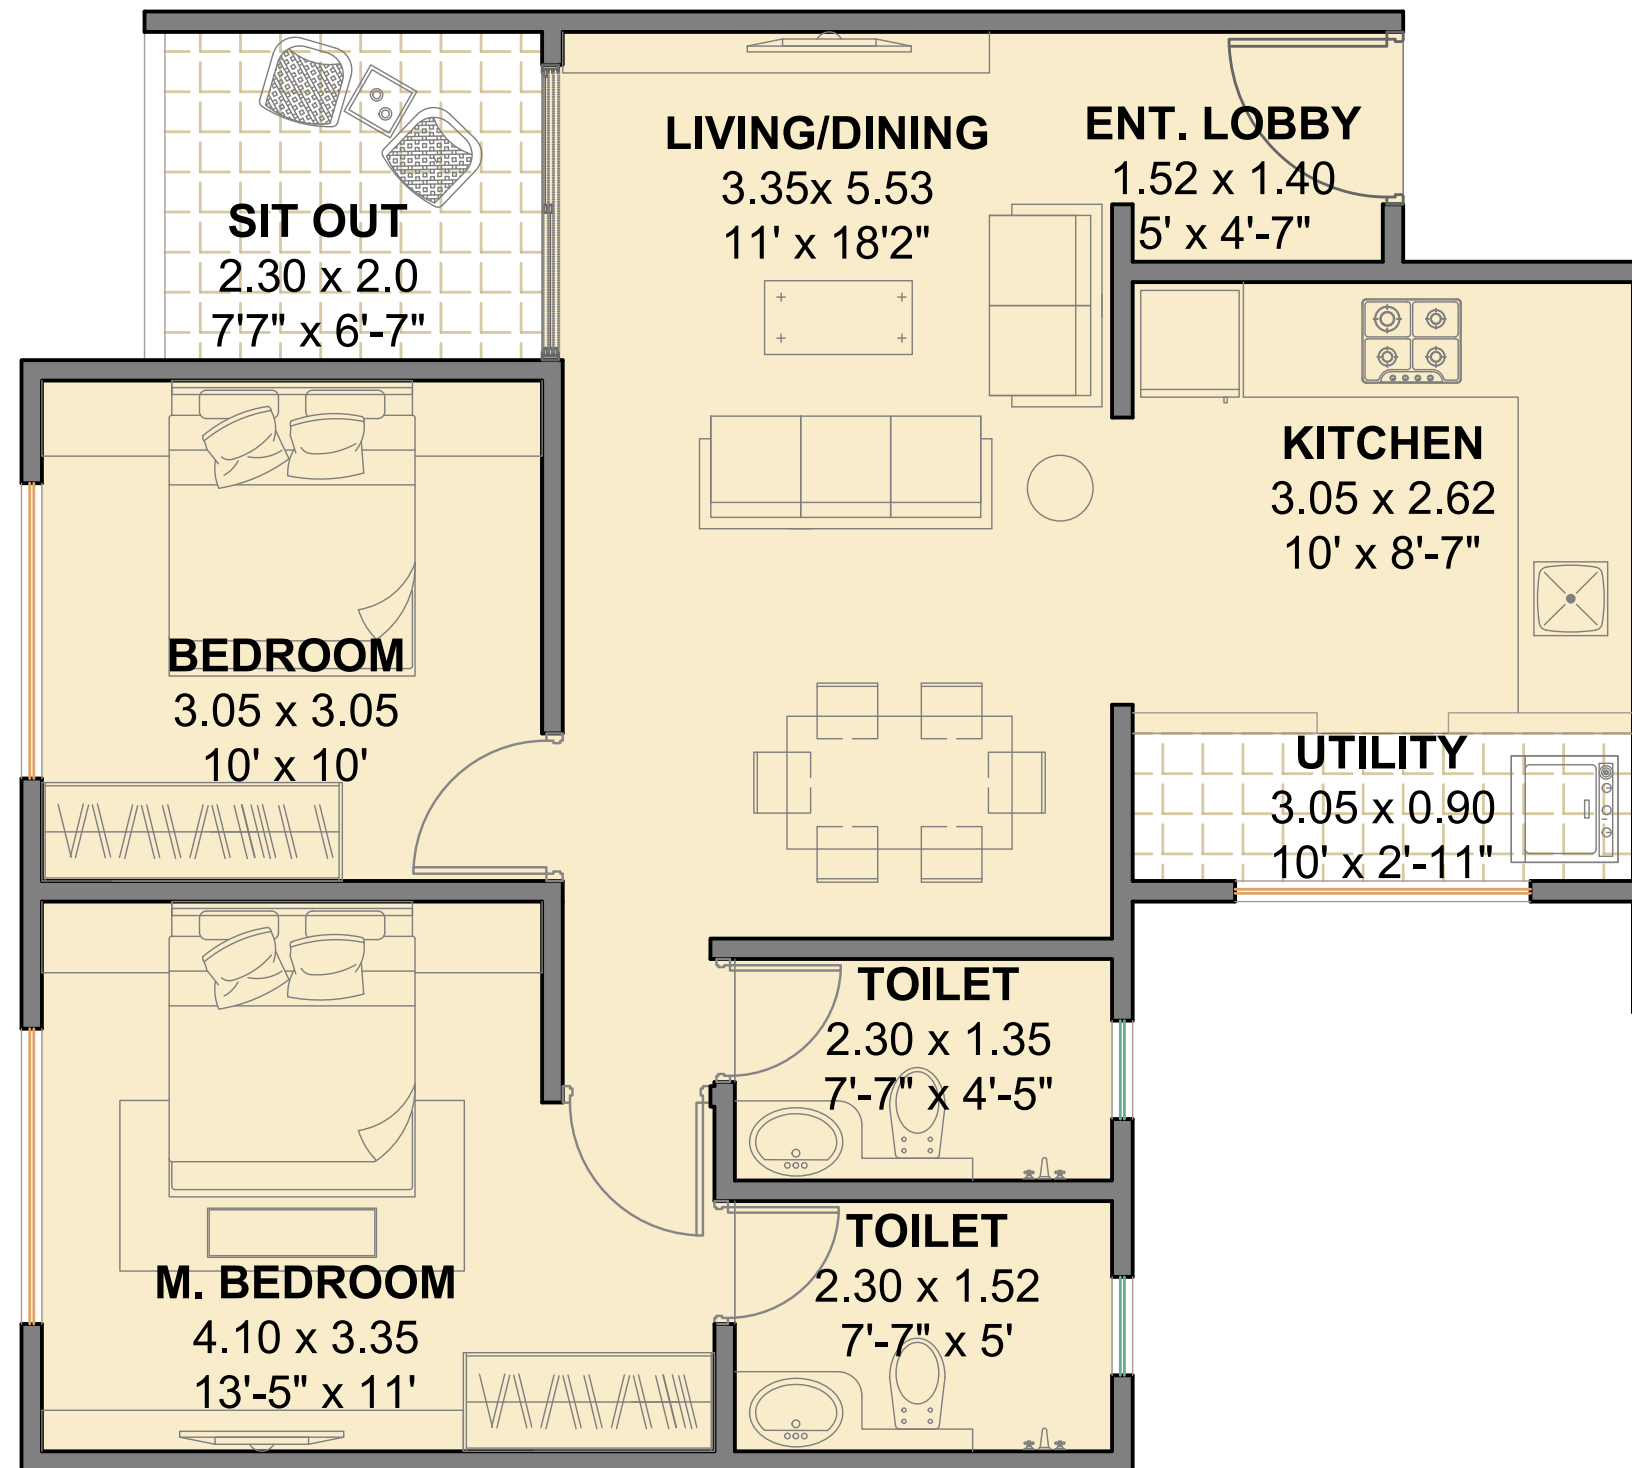 LIVING/DINING
3.35x 5.53
11' x 18'2"
ENT. LOBBY
1.52 x 1.40
5' x 4'-7"
SIT OUT
2.30 x 2.0
7'7" x 6'-7"
KITCHEN
3.05 x 2.62
10' x 8'-7"
BEDROOM
3.05 x 3.05
10' x 10'
UTILITY
3.05 x 0.90
10' x 2'-11"
TOILET
2.30 x 1.35
7'-7" x 4'-5"
TOILET
2.30 x 1.52
7'-7" x 5'
M. BEDROOM
4.10 x 3.35
13'-5" x 11'